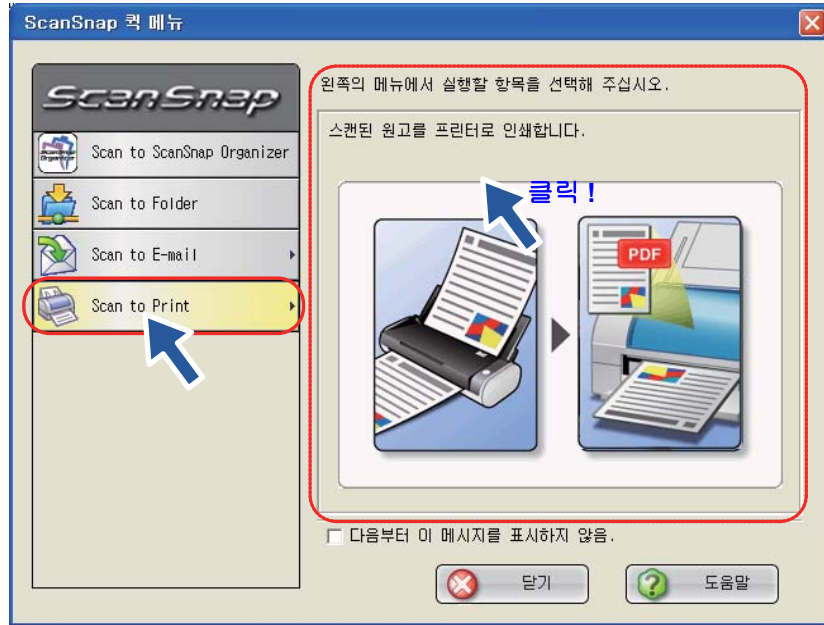 ScanSnap 퀵 메뉴
ScanSnap
Scan to ScanSnap Organizer
Scan to Folder
Scan to E-mail
Scan to Print
왼쪽의 메뉴에서 실행할 항목을 선택해 주십시오.
스캔된 원고를 프린터로 인쇄합니다.
클릭 !
PDF
다음부터 이 메시지를 표시하지 않음.
닫기
도움말